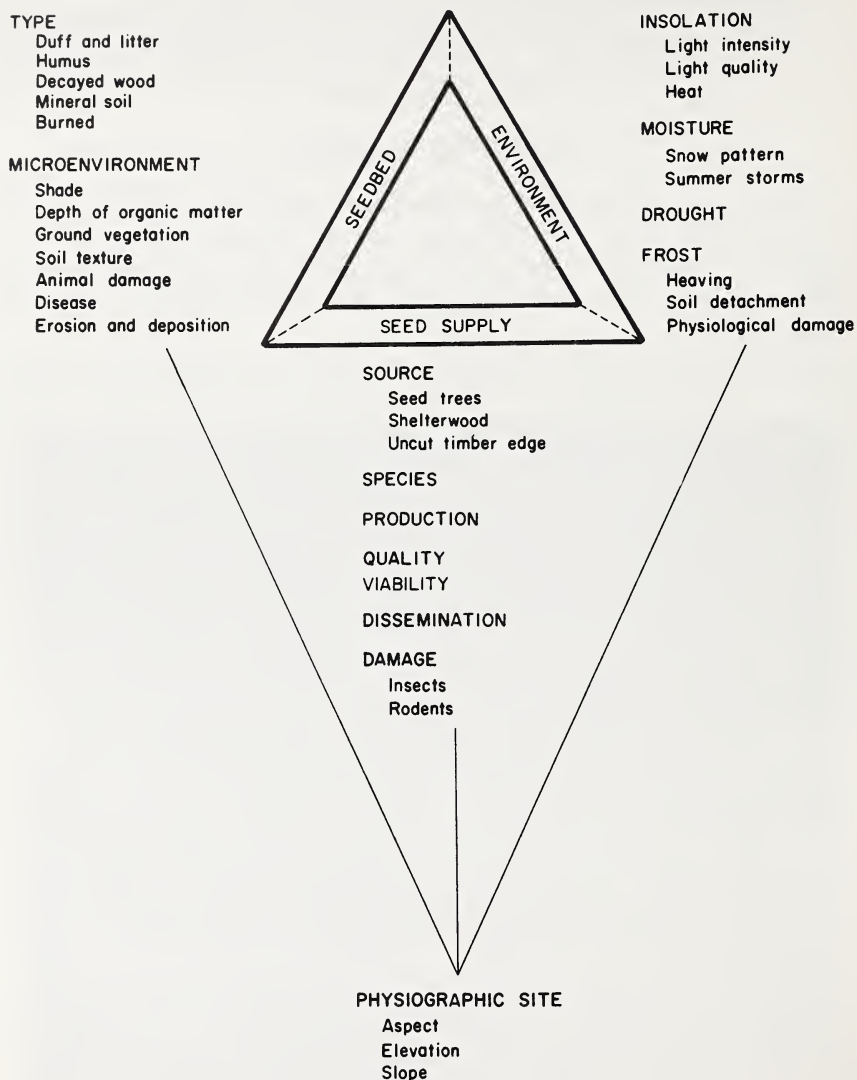 TYPE
Duff and litter
Humus
Decayed wood
Mineral soil
Burned
MICROENVIRONMENT
Shade
Depth of organic matter
Ground vegetation
Soil texture
Animal damage
Disease
Erosion and deposition
SEEDBED
ENVIRONMENT
SEED SUPPLY
INSOLATION
Light intensity
Light quality
Heat
MOISTURE
Snow pattern
Summer storms
DROUGHT
FROST
Heaving
Soil detachment
Physiological damage
SOURCE
Seed trees
Shelterwood
Uncut timber edge
SPECIES
PRODUCTION
QUALITY
VIABILITY
DISSEMINATION
DAMAGE
Insects
Rodents
PHYSIOGRAPHIC SITE
Aspect
Elevation
Slope